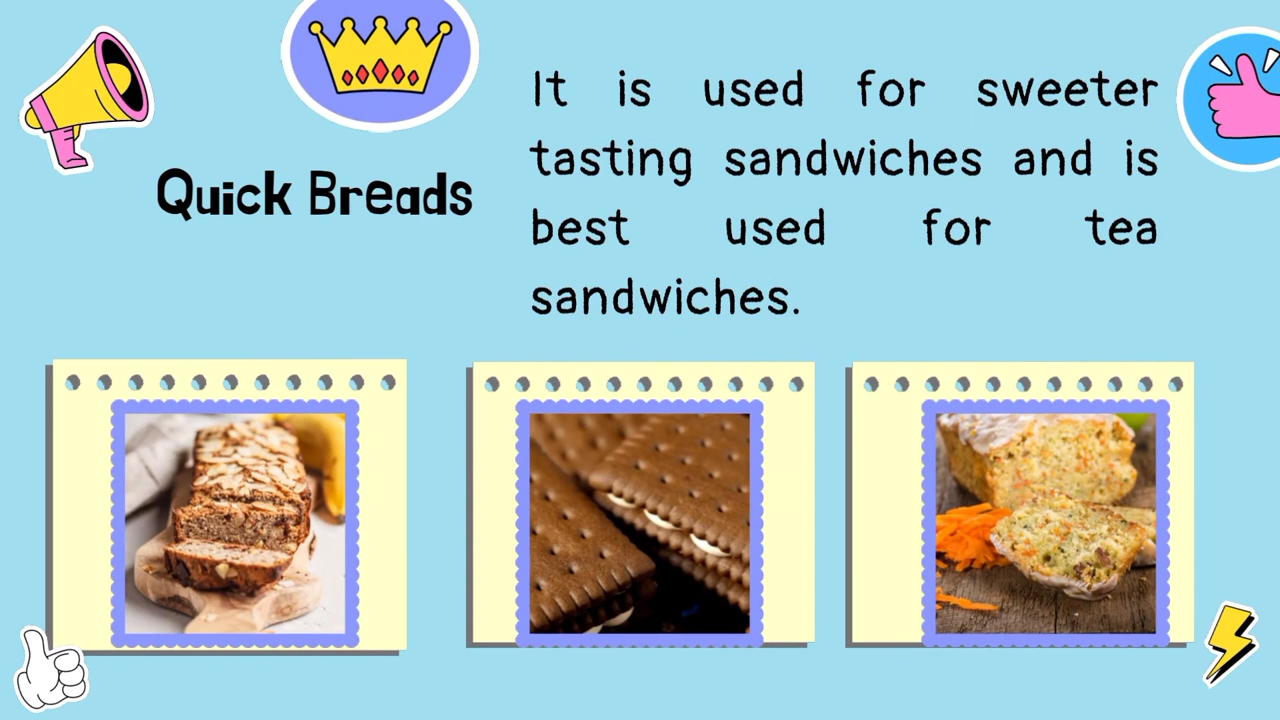 Quick Breads
It is used for sweeter
tasting sandwiches and is
best used for tea
sandwiches.